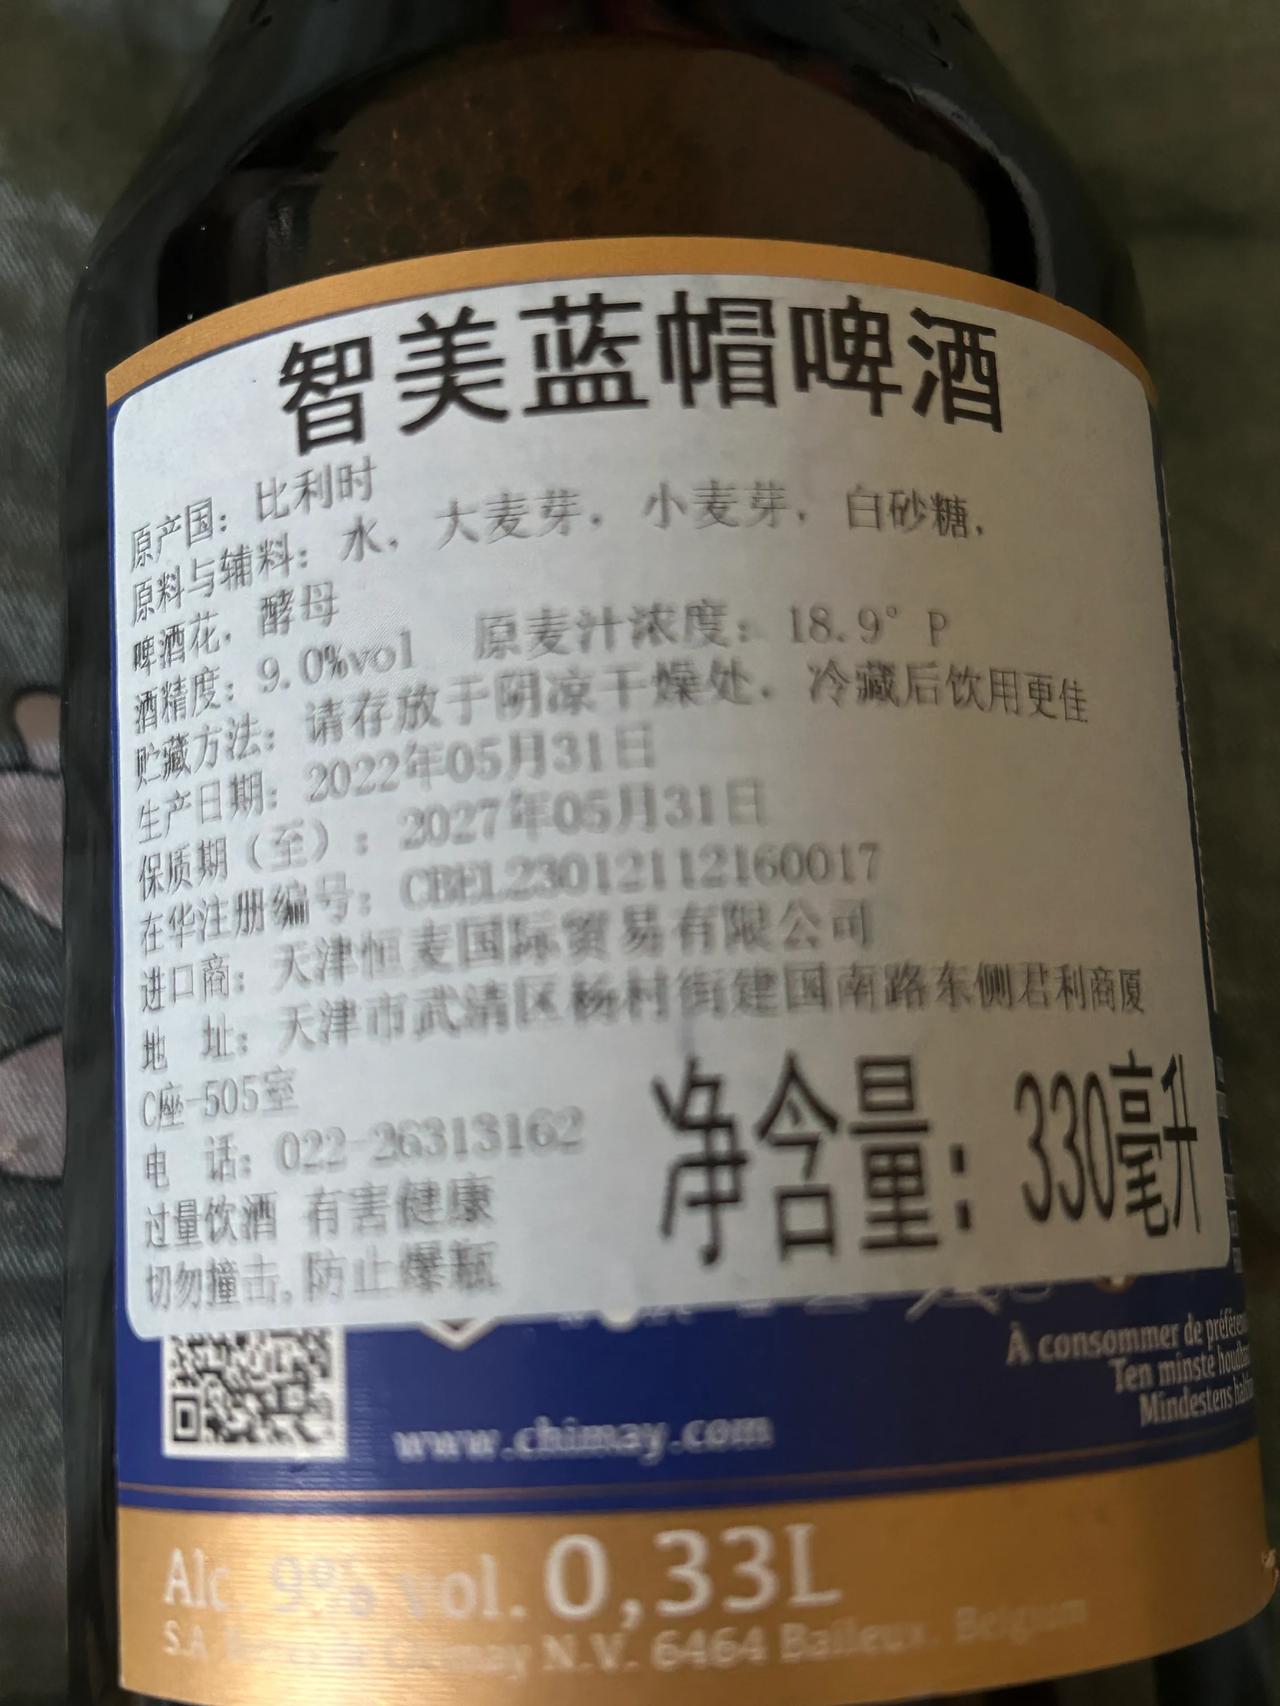 智美蓝帽啤酒
原产国：比利时
原料与辅料：水，大麦芽，小麦芽，白砂糖，
啤酒花，酵母
酒精度：9.0%vol 原麦汁浓度：18.9°P
贮藏方法：请存放于阴凉干燥处，冷藏后饮用更佳
生产日期：2022年05月31日
保质期（至）：2027年05月31日
在华注册编号：CBEL23012112160017
进口商：天津恒麦国际贸易有限公司
地 址：天津市武清区杨村街建国南路东侧君利商厦
C座-505室
电 话：022-26313162
过量饮酒 有害健康
切勿撞击，防止爆瓶
净含量：330毫升
À consommer de
Ten minste
Mindestens
www.chimay.com
Alc. 9% vol. 0,33L
S.A. Chimay N.V. 6464 Baileux. Belgium